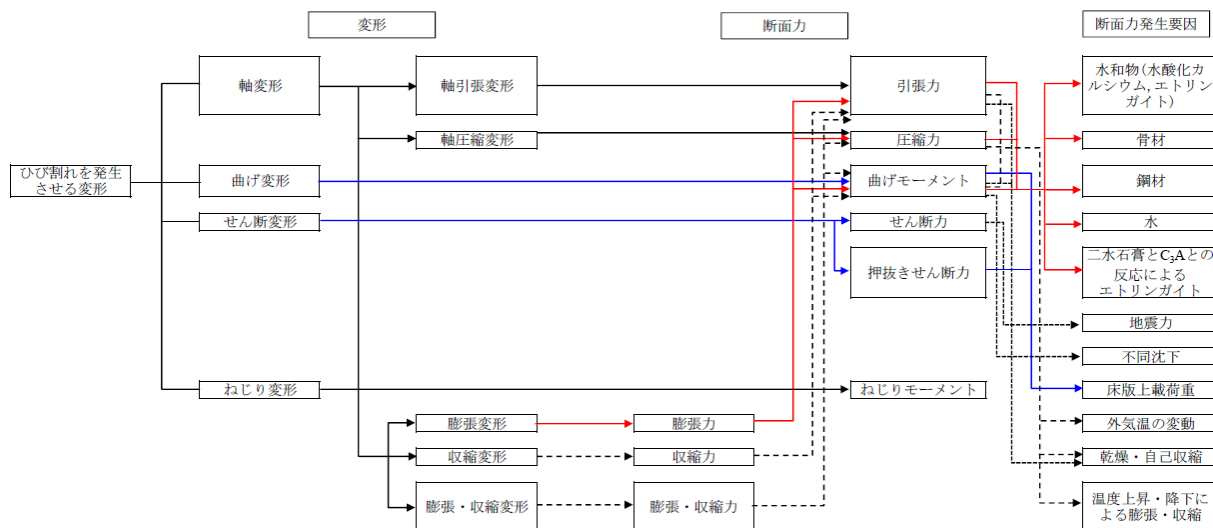 変形
断面力
断面力発生要因
ひび割れを発生
させる変形
軸変形
曲げ変形
せん断変形
ねじり変形
軸引張変形
軸圧縮変形
膨張変形
収縮変形
膨張・収縮変形
膨張力
収縮力
膨張・収縮力
引張力
圧縮力
曲げモーメント
せん断力
押抜きせん断力
ねじりモーメント
水和物(水酸化カ
ルシウム,エトリン
ガイト)
骨材
鋼材
水
二水石膏とC₃Aとの
反応による
エトリンガイト
地震力
不同沈下
床版上載荷重
外気温の変動
乾燥・自己収縮
温度上昇・降下に
よる膨張・収縮